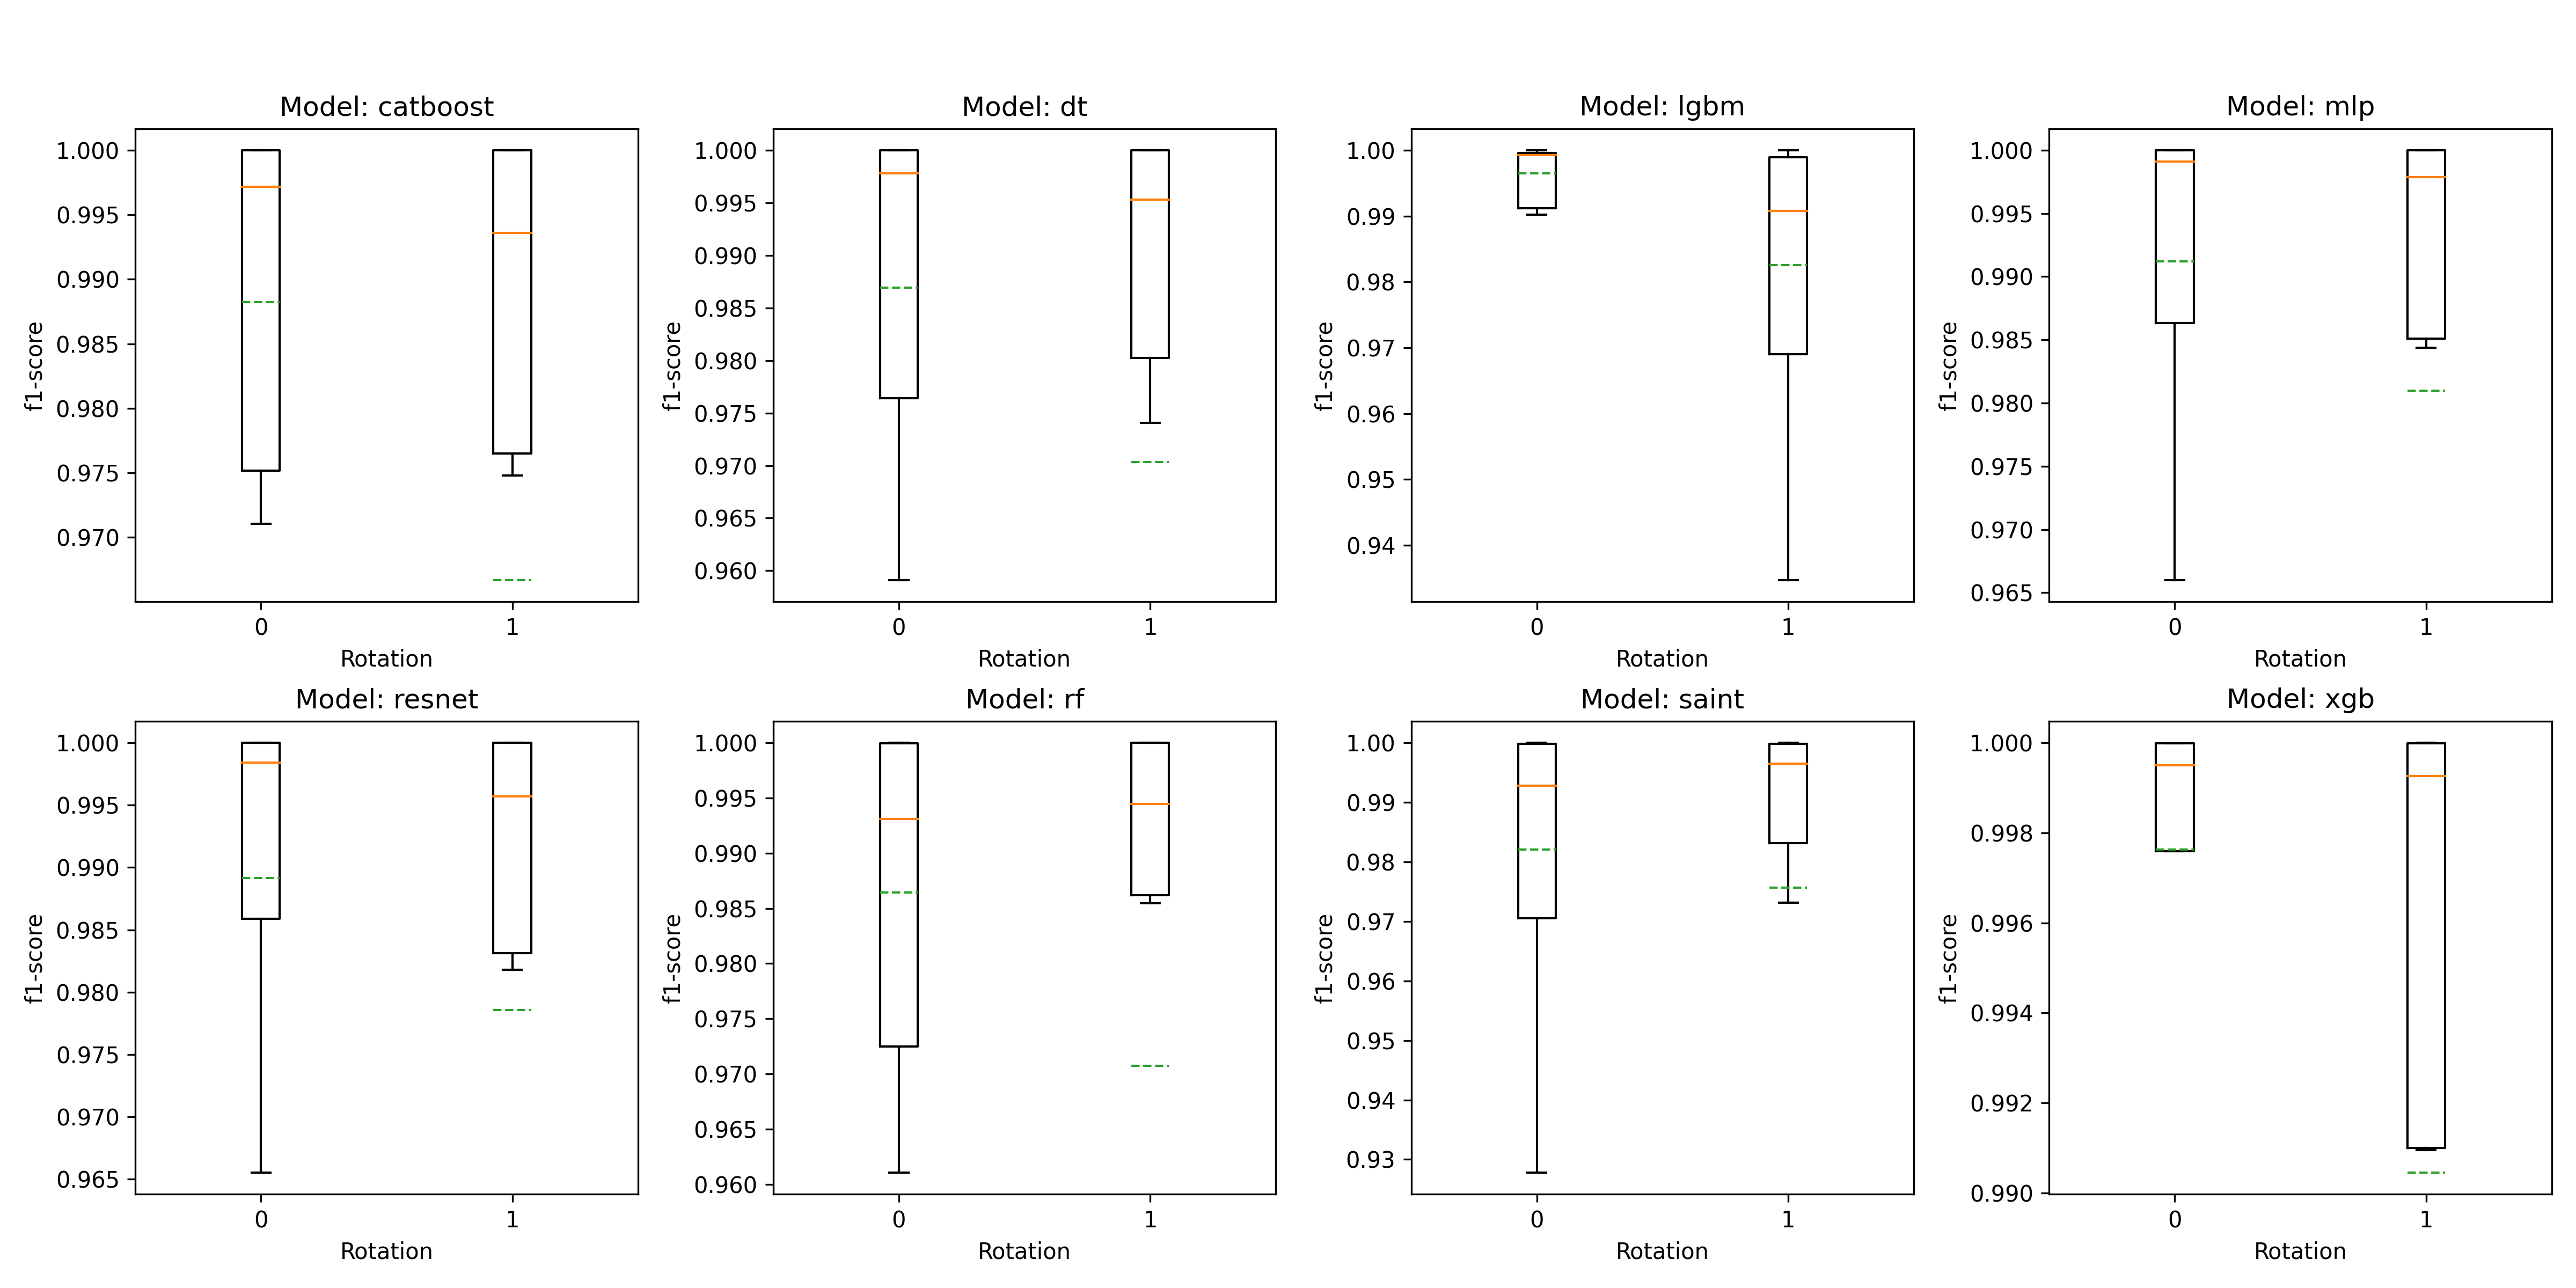 Model: catboost
1.000
0.995
0.990
0.985
0.980
0.975
0.970
f1-score
0 1
Rotation
Model: dt
1.000
0.995
0.990
0.985
0.980
0.975
0.970
0.965
0.960
f1-score
0 1
Rotation
Model: lgbm
1.00
0.99
0.98
0.97
0.96
0.95
0.94
f1-score
0 1
Rotation
Model: mlp
1.000
0.995
0.990
0.985
0.980
0.975
0.970
0.965
f1-score
0 1
Rotation
Model: resnet
1.000
0.995
0.990
0.985
0.980
0.975
0.970
0.965
f1-score
0 1
Rotation
Model: rf
1.000
0.995
0.990
0.985
0.980
0.975
0.970
0.965
0.960
f1-score
0 1
Rotation
Model: saint
1.00
0.99
0.98
0.97
0.96
0.95
0.94
0.93
f1-score
0 1
Rotation
Model: xgb
1.000
0.998
0.996
0.994
0.992
0.990
f1-score
0 1
Rotation